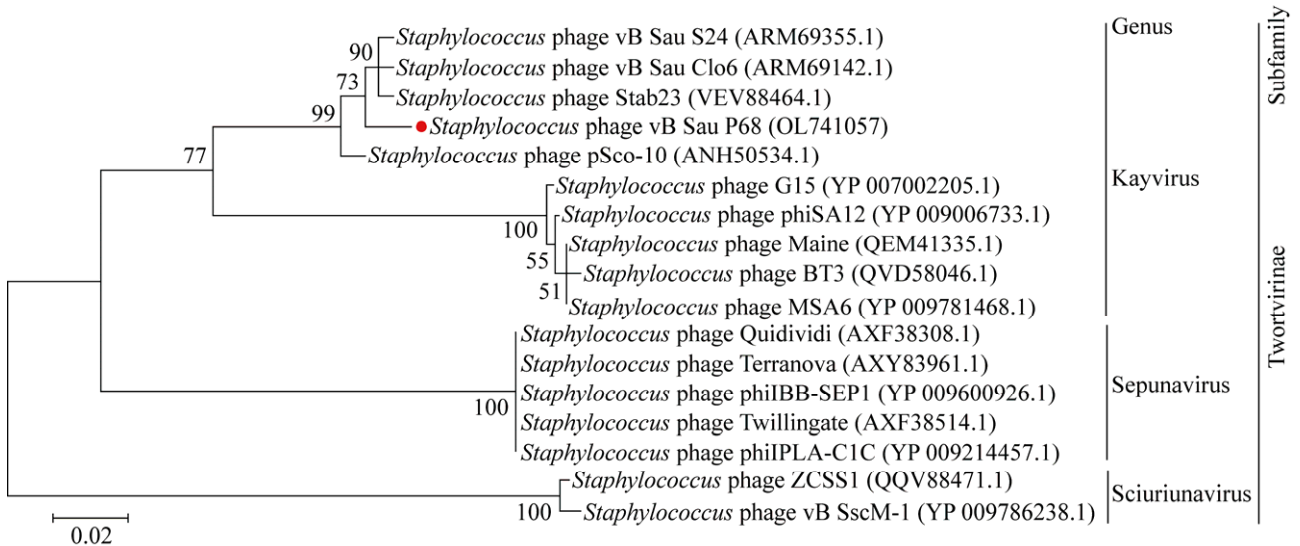 Genus
Subfamily
90
Staphylococcus phage vB Sau S24 (ARM69355.1)
Staphylococcus phage vB Sau Clo6 (ARM69142.1)
73
Staphylococcus phage Stab23 (VEV88464.1)
99
Staphylococcus phage vB Sau P68 (OL741057)
77
Staphylococcus phage pSco-10 (ANH50534.1)
Kayvirus
Staphylococcus phage G15 (YP 007002205.1)
100
Staphylococcus phage phiSA12 (YP 009006733.1)
Staphylococcus phage Maine (QEM41335.1)
55
Staphylococcus phage BT3 (QVD58046.1)
51
Staphylococcus phage MSA6 (YP 009781468.1)
Twortvirinae
Staphylococcus phage Quidividi (AXF38308.1)
Staphylococcus phage Terranova (AXY83961.1)
Sepunavirus
Staphylococcus phage phiIBB-SEP1 (YP 009600926.1)
100
Staphylococcus phage Twillingate (AXF38514.1)
Staphylococcus phage phiIPLA-C1C (YP 009214457.1)
Staphylococcus phage ZCSS1 (QQV88471.1)
Sciuriunavirus
100
Staphylococcus phage vB SscM-1 (YP 009786238.1)
0.02